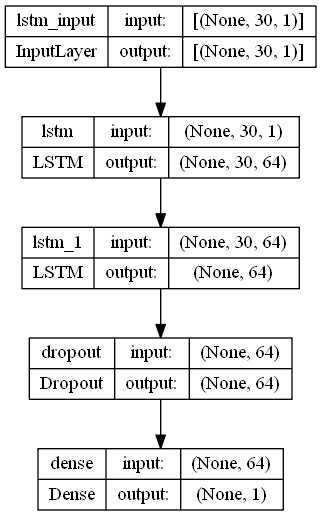 lstm_input input: [(None, 30, 1)]
InputLayer output: [(None, 30, 1)]
lstm input: (None, 30, 1)
LSTM output: (None, 30, 64)
lstm_1 input: (None, 30, 64)
LSTM output: (None, 64)
dropout input: (None, 64)
Dropout output: (None, 64)
dense input: (None, 64)
Dense output: (None, 1)